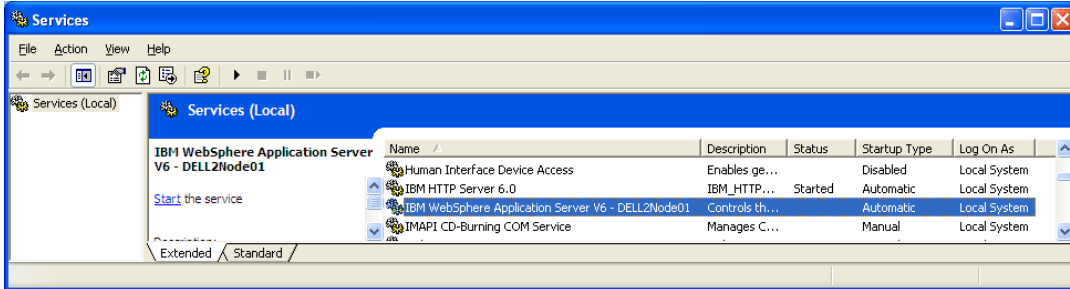 Services
File Action View Help
Services (Local)
Services (Local)
IBM WebSphere Application Server V6 - DELL2Node01
Start the service
Description:
Name Description Status Startup Type Log On As
Human Interface Device Access Enables ge... Disabled Local System
IBM HTTP Server 6.0 IBM_HTTP... Started Automatic Local System
IBM WebSphere Application Server V6 - DELL2Node01 Controls th... Automatic Local System
IMAPI CD-Burning COM Service Manages C... Manual Local System
Extended Standard